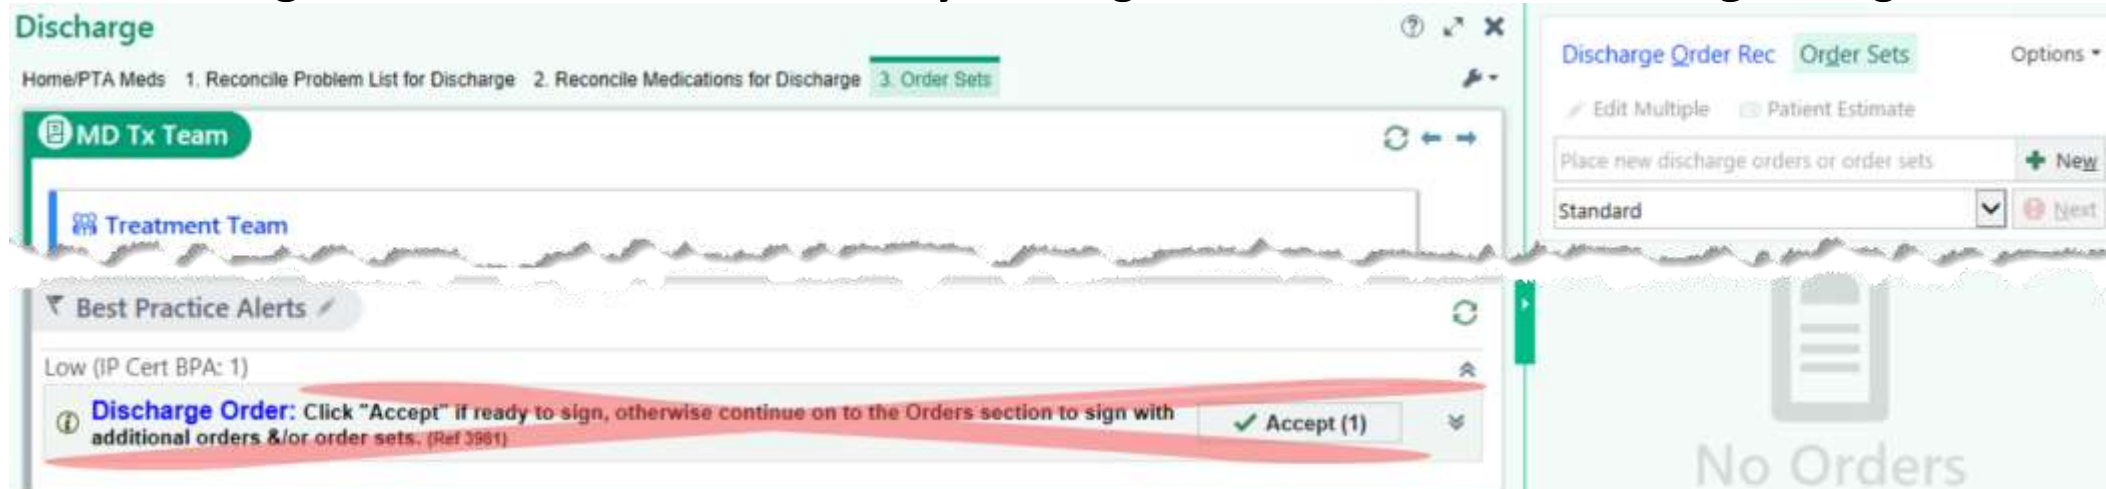 Discharge
Home/PTA Meds 1. Reconcile Problem List for Discharge 2. Reconcile Medications for Discharge 3. Order Sets
MD Tx Team
Treatment Team
Best Practice Alerts
Low (IP Cert BPA: 1)
Discharge Order: Click "Accept" if ready to sign, otherwise continue on to the Orders section to sign with
additional orders &/or order sets. (Ref 3981)
Accept (1)
Discharge Order Rec Order Sets Options
Edit Multiple Patient Estimate
Place new discharge orders or order sets New
Standard Next
No Orders